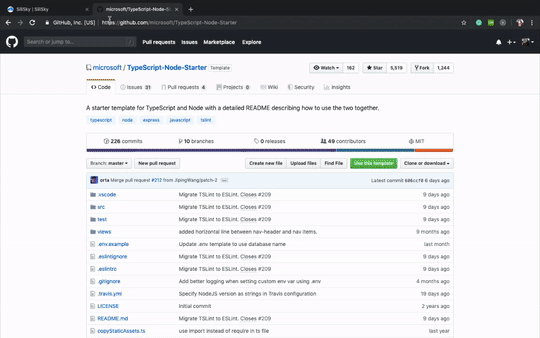 SillSky | SillSky
microsoft/TypeScript-Node-St
GitHub, Inc. [US] https://github.com/microsoft/TypeScript-Node-Starter
Search or jump to...
Pull requests Issues Marketplace Explore
microsoft / TypeScript-Node-Starter Template
Watch 162 Star 5,519 Fork 1,244
Code Issues 31 Pull requests 4 Projects 0 Wiki Security Insights
A starter template for TypeScript and Node with a detailed README describing how to use the two together.
typescript node express javascript tslint
226 commits 10 branches 0 releases 49 contributors MIT
Branch: master New pull request Create new file Upload files Find File Use this template Clone or download
orta Merge pull request #212 from JipingWang/patch-2 Latest commit 6 days ago
.vscode Migrate TSLint to ESLint. Closes #209 9 days ago
src Migrate TSLint to ESLint. Closes #209 9 days ago
test Migrate TSLint to ESLint. Closes #209 9 days ago
views added horizontal line between nav-header and nav items. 9 months ago
.env.example Update .env template to use database name last month
.eslintignore Migrate TSLint to ESLint. Closes #209 9 days ago
.eslintrc Migrate TSLint to ESLint. Closes #209 9 days ago
.gitignore Add better logging when setting custom env var using .env 4 months ago
.travis.yml Specify NodeJS version as strings in Travis configuration 19 days ago
LICENSE Initial commit 2 years ago
README.md Migrate TSLint to ESLint. Closes #209 9 days ago
copyStaticAssets.ts use import instead of require in ts file last year